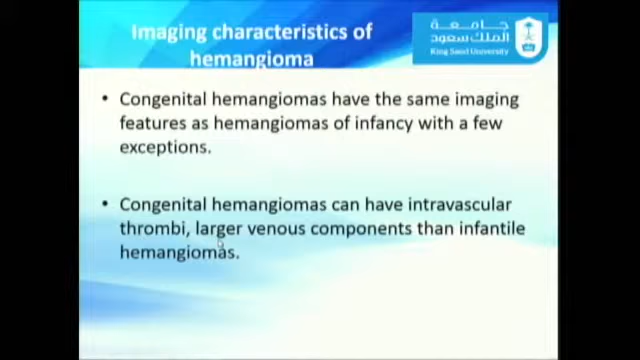 Imaging characteristics of
hemangioma
جامعة
الملك سعود
King Saud University
• Congenital hemangiomas have the same imaging
features as hemangiomas of infancy with a few
exceptions.
• Congenital hemangiomas can have intravascular
thrombi, larger venous components than infantile
hemangiomas.